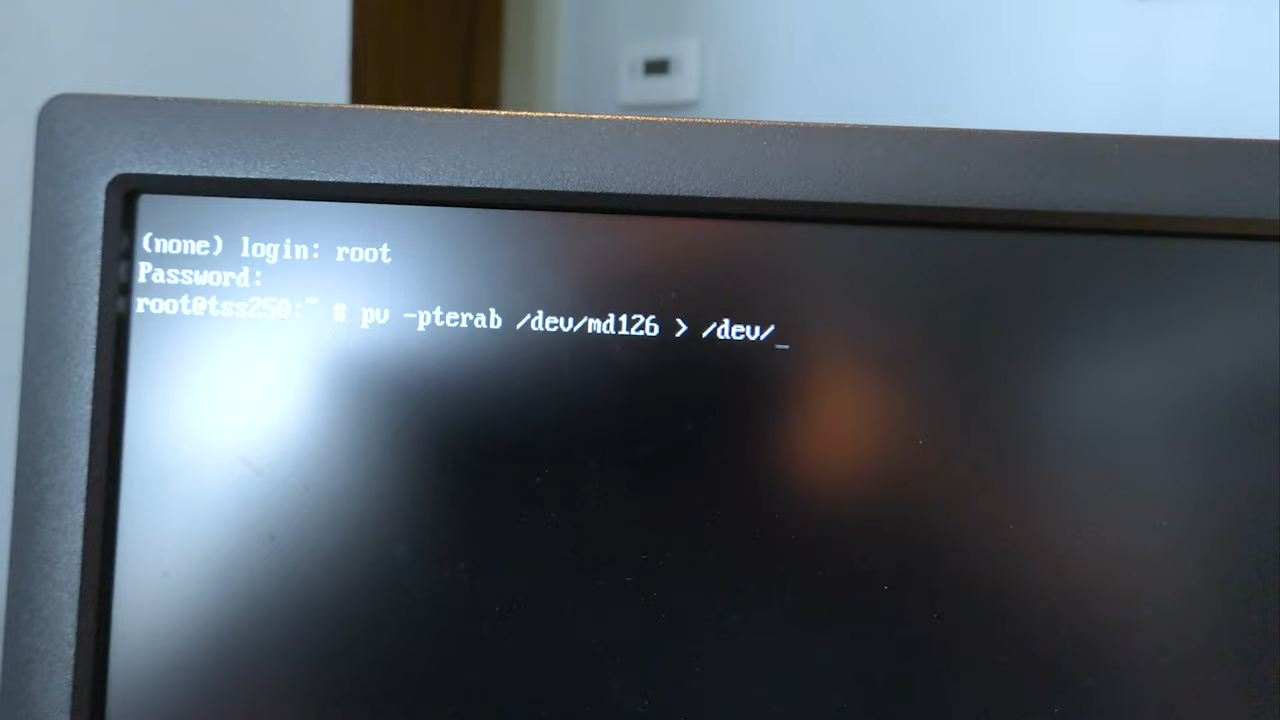 (none) login: root
Password:
root@tss250:~ # pv -pterab /dev/md126 > /dev/_